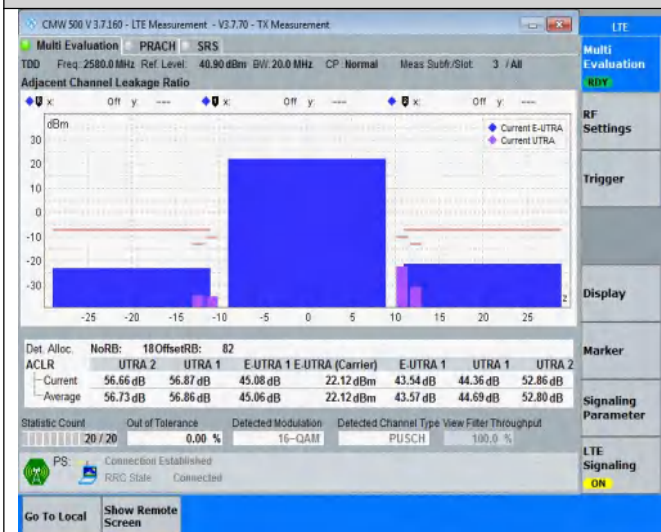 CMW 500 V 3.7.160 - LTE Measurement - V3.7.70 - TX Measurement
LTE
Multi Evaluation PRACH SRS
TDD Freq: 2580.0 MHz Ref. Level: 40.90 dBm BW: 20.0 MHz CP: Normal Meas Subfr./Slot: 3 / All
Adjacent Channel Leakage Ratio
x: Off y: --- x: Off y: --- x: Off y: ---
dBm
Current E-UTRA
Current UTRA
30
20
10
0
-10
-20
-30
-25 -20 -15 -10 -5 0 5 10 15 20 25
Det. Alloc. NoRB: 18 OffsetRB: 82
ACLR UTRA 2 UTRA 1 E-UTRA 1 E-UTRA (Carrier) E-UTRA 1 UTRA 1 UTRA 2
Current 56.66 dB 56.87 dB 45.08 dB 22.12 dBm 43.54 dB 44.36 dB 52.86 dB
Average 56.73 dB 56.86 dB 45.06 dB 22.12 dBm 43.57 dB 44.69 dB 52.80 dB
Statistic Count Out of Tolerance Detected Modulation Detected Channel Type View Filter Throughput
20 / 20 0.00 % 16-QAM PUSCH 100.0 %
PS: Connection Established
RRC State Connected
Multi
Evaluation
RDY
RF
Settings
Trigger
Display
Marker
Signaling
Parameter
LTE
Signaling
ON
Go To Local
Show Remote
Screen